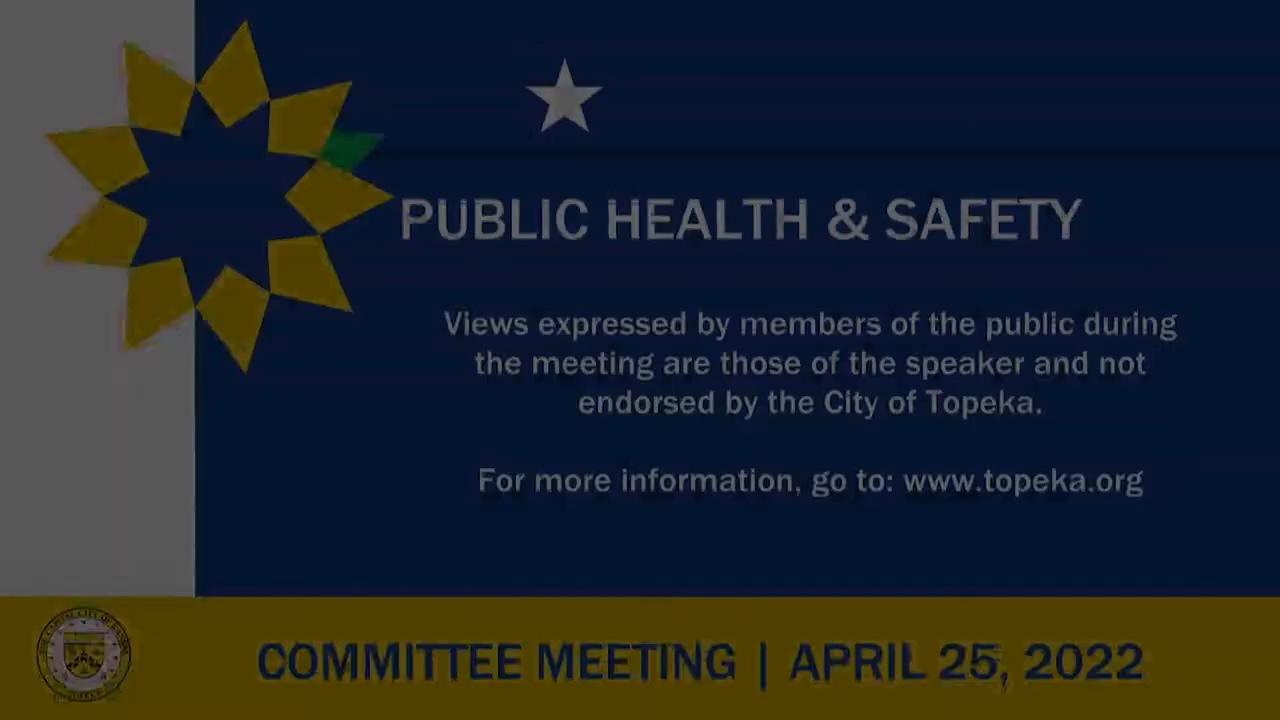 PUBLIC HEALTH & SAFETY
Views expressed by members of the public during
the meeting are those of the speaker and not
endorsed by the City of Topeka.
For more information, go to: www.topeka.org
COMMITTEE MEETING | APRIL 25, 2022